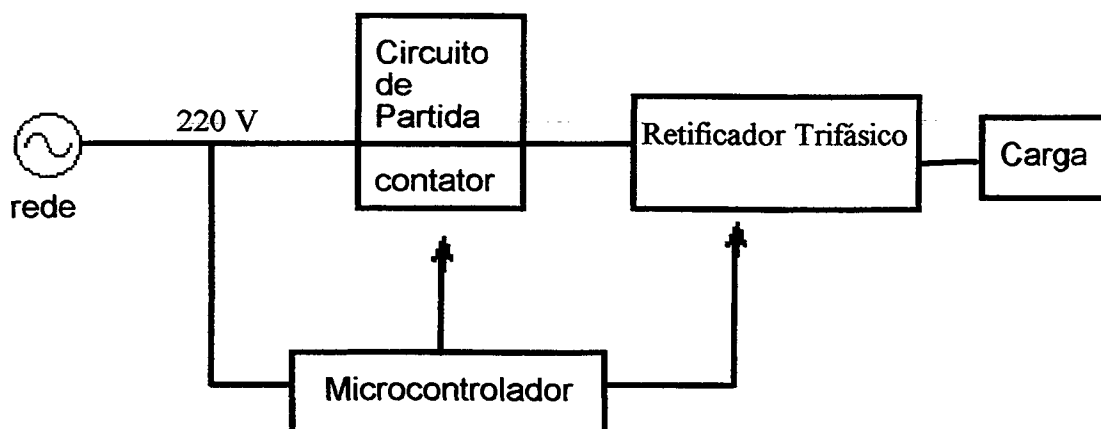 Circuito
de
Partida
contator
220 V
rede
Retificador Trifásico
Carga
Microcontrolador